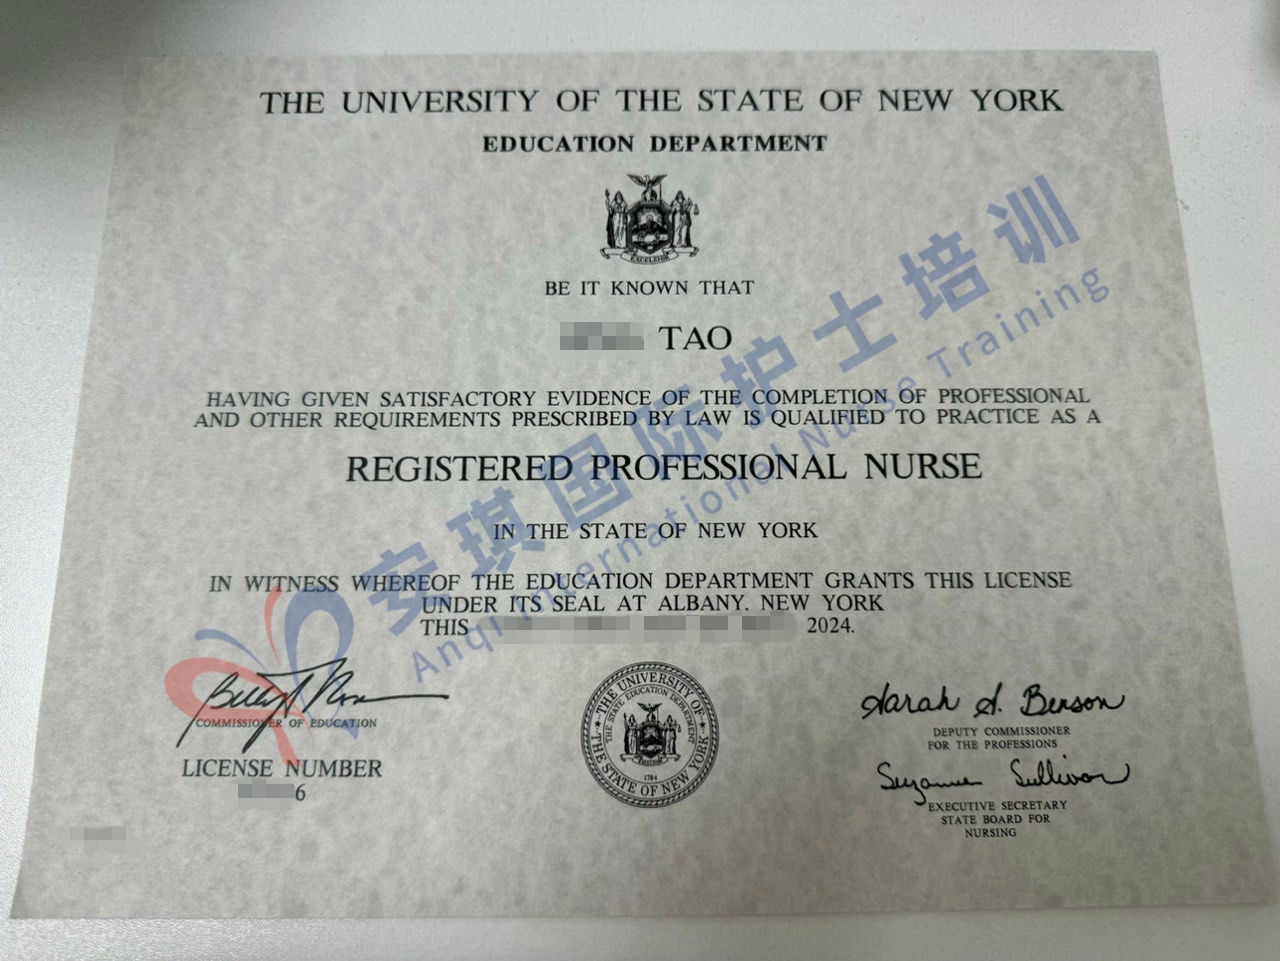 THE UNIVERSITY OF THE STATE OF NEW YORK
EDUCATION DEPARTMENT
EXCELSIOR
BE IT KNOWN THAT
TAO
HAVING GIVEN SATISFACTORY EVIDENCE OF THE COMPLETION OF PROFESSIONAL
AND OTHER REQUIREMENTS PRESCRIBED BY LAW IS QUALIFIED TO PRACTICE AS A
REGISTERED PROFESSIONAL NURSE
IN THE STATE OF NEW YORK
IN WITNESS WHEREOF THE EDUCATION DEPARTMENT GRANTS THIS LICENSE
UNDER ITS SEAL AT ALBANY, NEW YORK
THIS 2024.
COMMISSIONER OF EDUCATION
LICENSE NUMBER
6
THE UNIVERSITY OF THE STATE OF NEW YORK
THE STATE EDUCATION DEPARTMENT
1784
Sarah S. Benson
DEPUTY COMMISSIONER
FOR THE PROFESSIONS
Suzanne Sullivan
EXECUTIVE SECRETARY
STATE BOARD FOR
NURSING
安琪国际护士培训
Anqi International Nurse Training